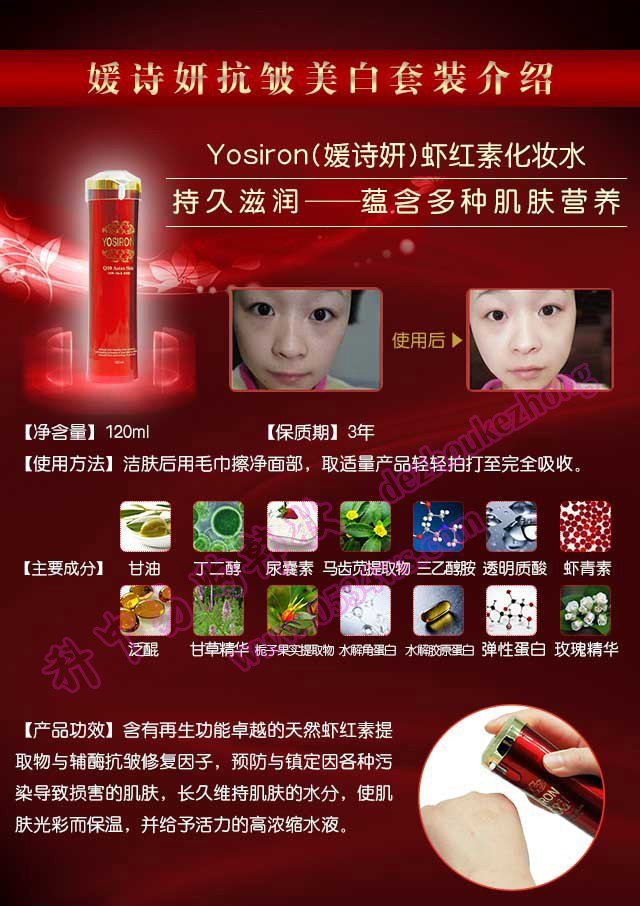 媛诗妍抗皱美白套装介绍
Yosiron(媛诗妍)虾红素化妆水
持久滋润——蕴含多种肌肤营养
YOSIRON
Q10 Astax Skin
使用后
【净含量】120ml 【保质期】3年
【使用方法】洁肤后用毛巾擦净面部，取适量产品轻轻拍打至完全吸收。
【主要成分】 甘油 丁二醇 尿囊素 马齿苋提取物 三乙醇胺 透明质酸 虾青素
泛醌 甘草精华 栀子果实提取物 水解角蛋白 水解胶原蛋白 弹性蛋白 玫瑰精华
【产品功效】含有再生功能卓越的天然虾红素提
取物与辅酶抗皱修复因子，预防与镇定因各种污
染导致损害的肌肤，长久维持肌肤的水分，使肌
肤光彩而保温，并给予活力的高浓缩水液。
YOSIRON
dezhoukezhong